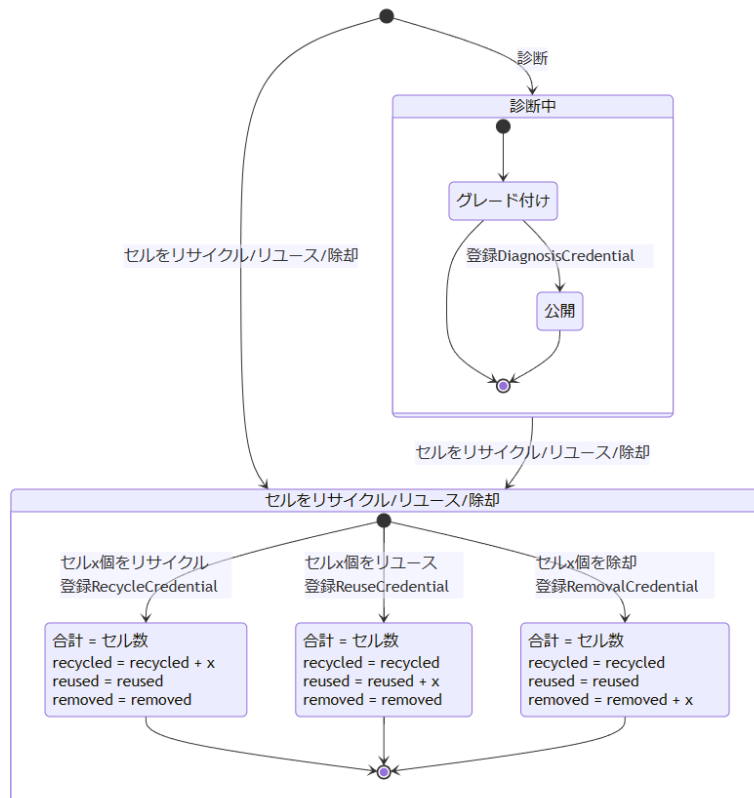 診断
診断中
グレード付け
セルをリサイクル/リユース/除却
登録DiagnosisCredential
公開
セルをリサイクル/リユース/除却
セルをリサイクル/リユース/除却
セルx個をリサイクル
登録RecycleCredential
セルx個をリユース
登録ReuseCredential
セルx個を除却
登録RemovalCredential
合計 = セル数
recycled = recycled + x
reused = reused
removed = removed
合計 = セル数
recycled = recycled
reused = reused + x
removed = removed
合計 = セル数
recycled = recycled
reused = reused
removed = removed + x